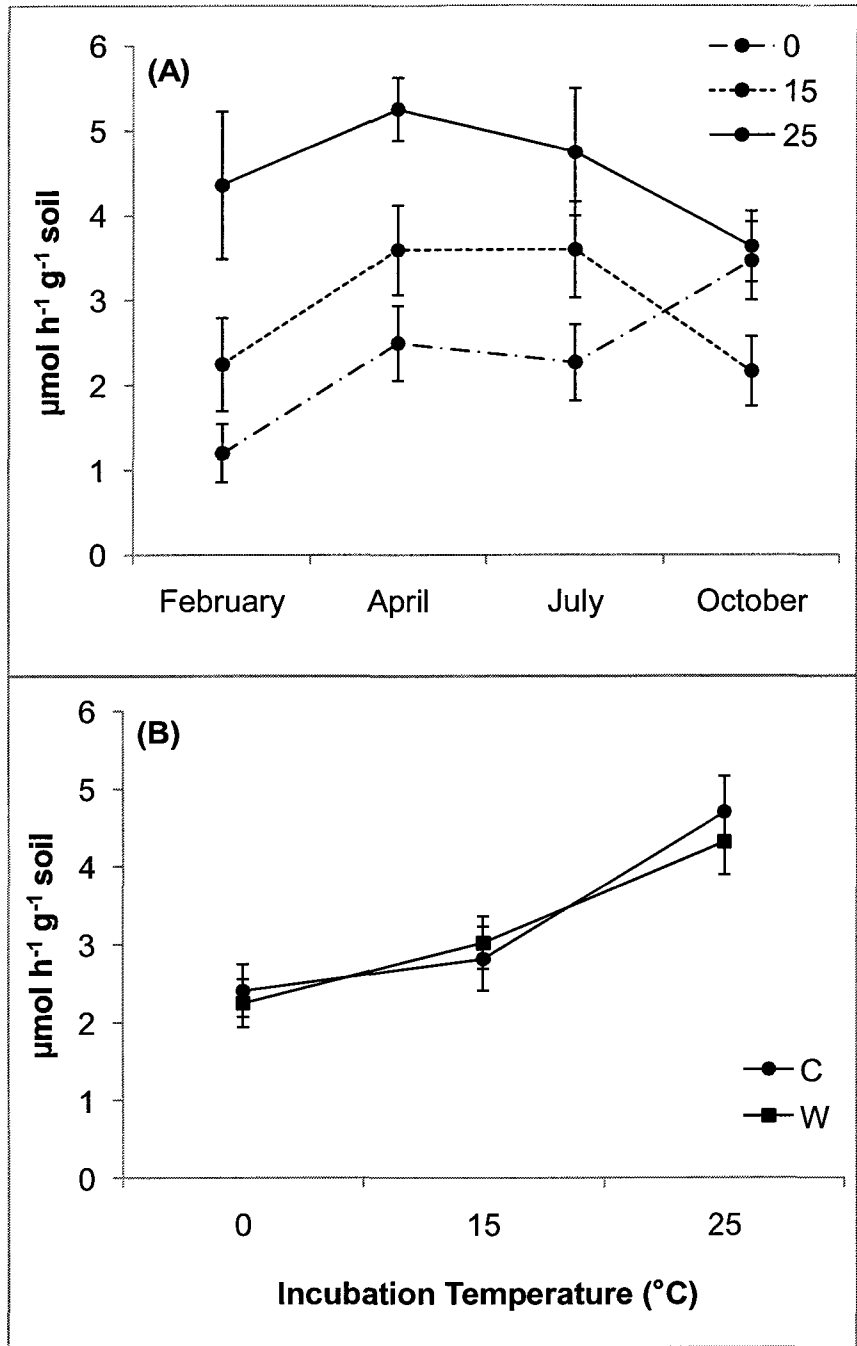 (A)
0
15
25
6
5
4
3
2
1
0
µmol h⁻¹ g⁻¹ soil
February April July October
(B)
6
5
4
3
2
1
0
µmol h⁻¹ g⁻¹ soil
C
W
0 15 25
Incubation Temperature (°C)